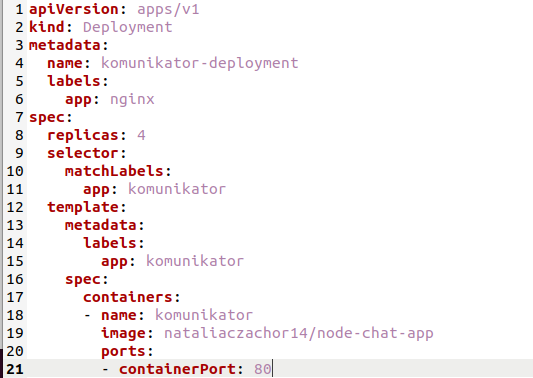 1 apiVersion: apps/v1
2 kind: Deployment
3 metadata:
4   name: komunikator-deployment
5   labels:
6     app: nginx
7 spec:
8   replicas: 4
9   selector:
10     matchLabels:
11       app: komunikator
12   template:
13     metadata:
14       labels:
15         app: komunikator
16     spec:
17       containers:
18       - name: komunikator
19         image: nataliaczachor14/node-chat-app
20         ports:
21         - containerPort: 80